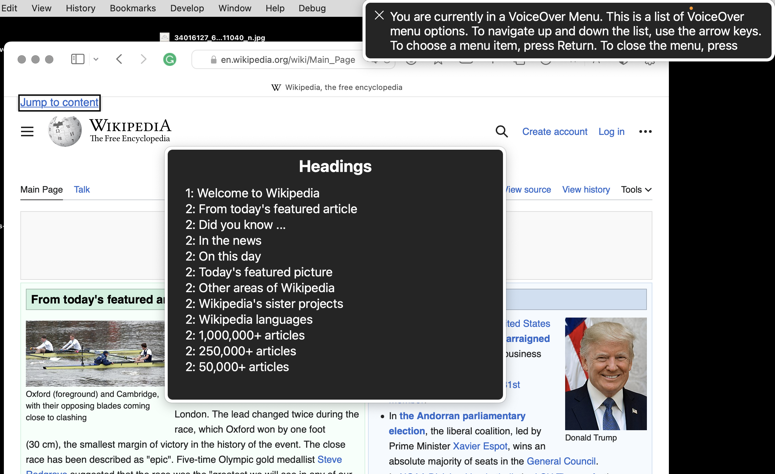 Edit View History Bookmarks Develop Window Help Debug
You are currently in a VoiceOver Menu. This is a list of VoiceOver
menu options. To navigate up and down the list, use the arrow keys.
To choose a menu item, press Return. To close the menu, press
34016127_6...11040_n.jpg
en.wikipedia.org/wiki/Main_Page
Wikipedia, the free encyclopedia
Jump to content
WIKIPEDIA
The Free Encyclopedia
Create account Log in
Main Page Talk
View source View history Tools
Headings
1: Welcome to Wikipedia
2: From today's featured article
2: Did you know ...
2: In the news
2: On this day
2: Today's featured picture
2: Other areas of Wikipedia
2: Wikipedia's sister projects
2: Wikipedia languages
2: 1,000,000+ articles
2: 250,000+ articles
2: 50,000+ articles
From today's featured a
Oxford (foreground) and Cambridge,
with their opposing blades coming
close to clashing
London. The lead changed twice during the
race, which Oxford won by one foot
(30 cm), the smallest margin of victory in the history of the event. The close
race has been described as "epic". Five-time Olympic gold medallist Steve
ted States
arraigned
business
1st
In the Andorran parliamentary
election, the liberal coalition, led by
Prime Minister Xavier Espot, wins an
absolute majority of seats in the General Council.
Donald Trump